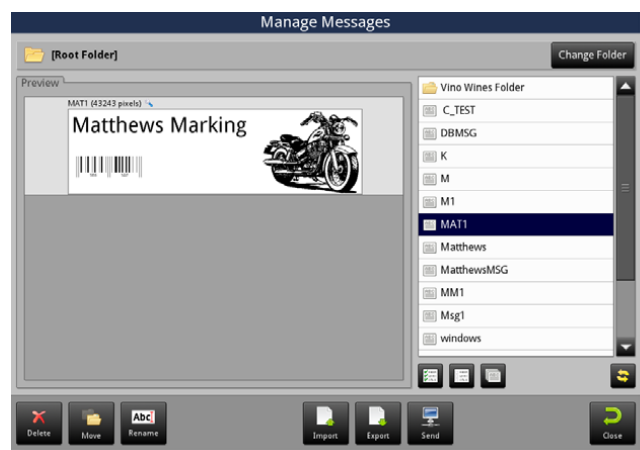 Manage Messages
[Root Folder]
Change Folder
Preview
MAT1 (43243 pixels)
Matthews Marking
Vino Wines Folder
C_TEST
DBMSG
K
M
M1
MAT1
Matthews
MatthewsMSG
MM1
Msg1
windows
Abc
Delete
Move
Rename
Import
Export
Send
Close